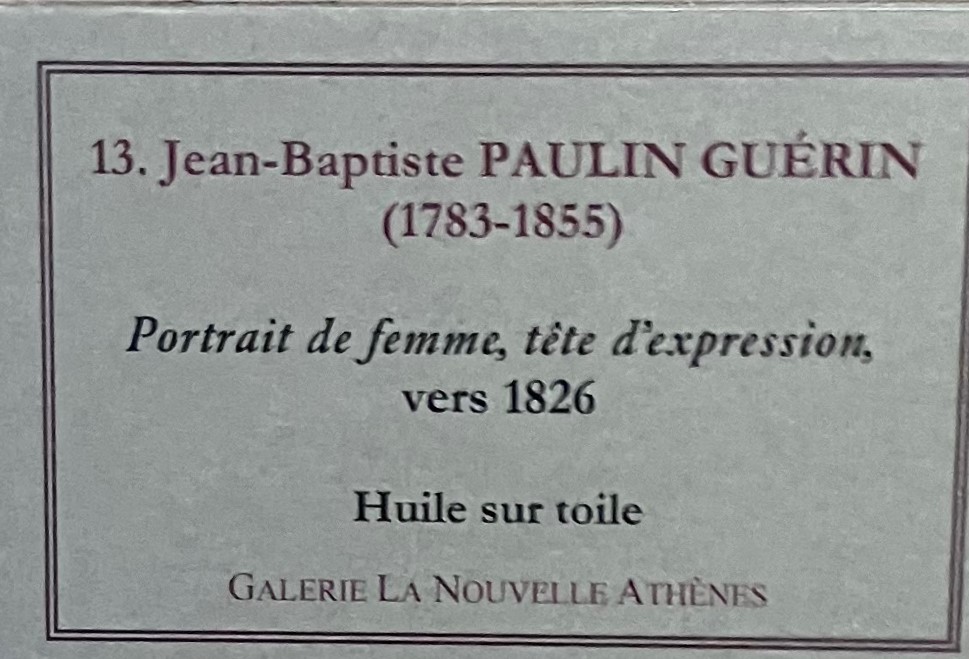 13. Jean-Baptiste PAULIN GUÉRIN
(1783-1855)
Portrait de femme, tête d'expression,
vers 1826
Huile sur toile
GALERIE LA NOUVELLE ATHÈNES